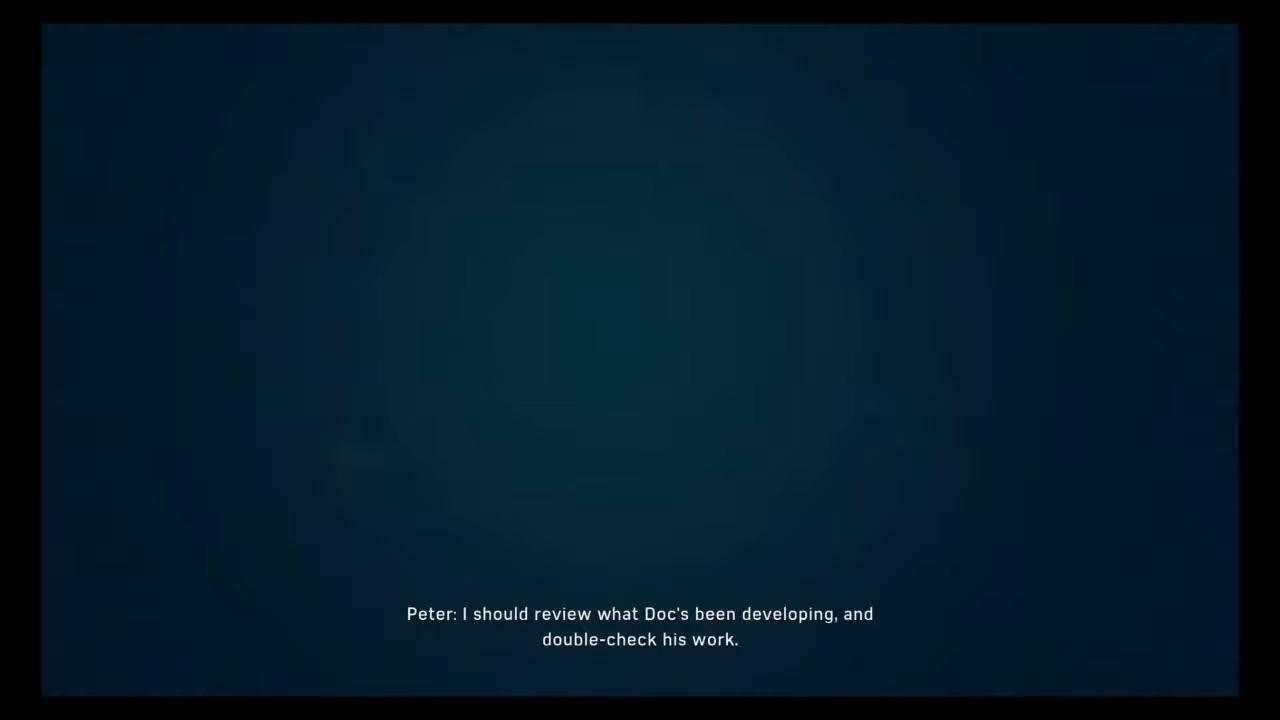 Peter: I should review what Doc's been developing, and
double-check his work.